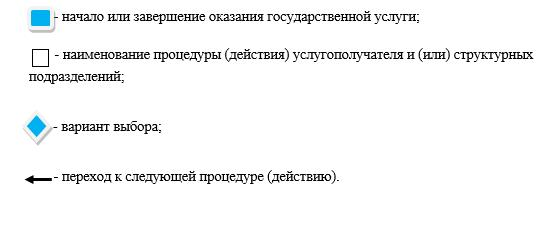 - начало или завершение оказания государственной услуги;
- наименование процедуры (действия) услугополучателя и (или) структурных
подразделений;
- вариант выбора;
- переход к следующей процедуре (действию).